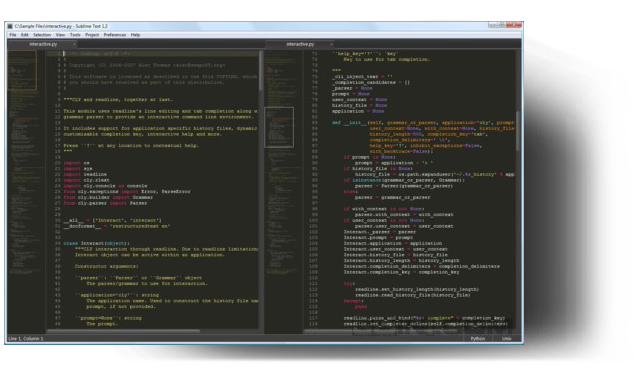 C:\Sample Files\interactive.py - Sublime Text 1.2
File Edit Selection View Tools Project Preferences Help
interactive.py
# Copyright (C) 2006-2007 Alec Thomas
# This software is licensed as described in the file COPYING, which
# you should have received as part of this distribution.
"""CLY and readline, together at last.
This module uses readline's line editing and tab completion along w
grammar parser to provide an interactive command line environment.
It includes support for application specific history files, dynamic
customisable completion key, interactive help and more.
Press ``?`` at any location to contextual help.
"""
import os
import sys
import readline
import cly.rlext
import cly.console as console
from cly.exceptions import Error, ParseError
from cly.builder import Grammar
from cly.parser import Parser
__all__ = ['Interact', 'interact']
__docformat__ = 'restructuredtext en'
class Interact(object):
"""CLY interaction through readline. Due to readline limitation
Interact object can be active within an application.
Constructor arguments:
``parser``: ``Parser`` or ``Grammar`` object
The parser/grammar to use for interaction.
``application='cly'``: string
The application name. Used to construct the history file nam
prompt, if not provided.
``prompt=None``: string
The prompt.
interactive.py
``help_key='?'``: key
Key to use for tab completion.
"""
_cli_inject_text = ''
_completion_candidates = []
_parser = None
prompt = None
user_context = None
history_file = None
application = None
def __init__(self, grammar_or_parser, application='cly', prompt
user_context=None, with_context=None, history_file
history_length=500, completion_key='tab',
completion_delimiters=' \t',
help_key='?', inhibit_exceptions=False,
with_backtrace=False):
if prompt is None:
prompt = application + '> '
if history_file is None:
history_file = os.path.expanduser('~/.%s_history' % app
if isinstance(grammar_or_parser, Grammar):
parser = Parser(grammar_or_parser)
else:
parser = grammar_or_parser
if with_context is not None:
parser.with_context = with_context
if user_context is not None:
parser.user_context = user_context
Interact._parser = parser
Interact.prompt = prompt
Interact.application = application
Interact.user_context = user_context
Interact.history_file = history_file
Interact.history_length = history_length
Interact.completion_delimiters = completion_delimiters
Interact.completion_key = completion_key
try:
readline.set_history_length(history_length)
readline.read_history_file(history_file)
except:
pass
readline.parse_and_bind("%s: complete" % completion_key)
readline.set_completer_delims(self.completion_delimiters)
Line 1, Column 1
Python Unix